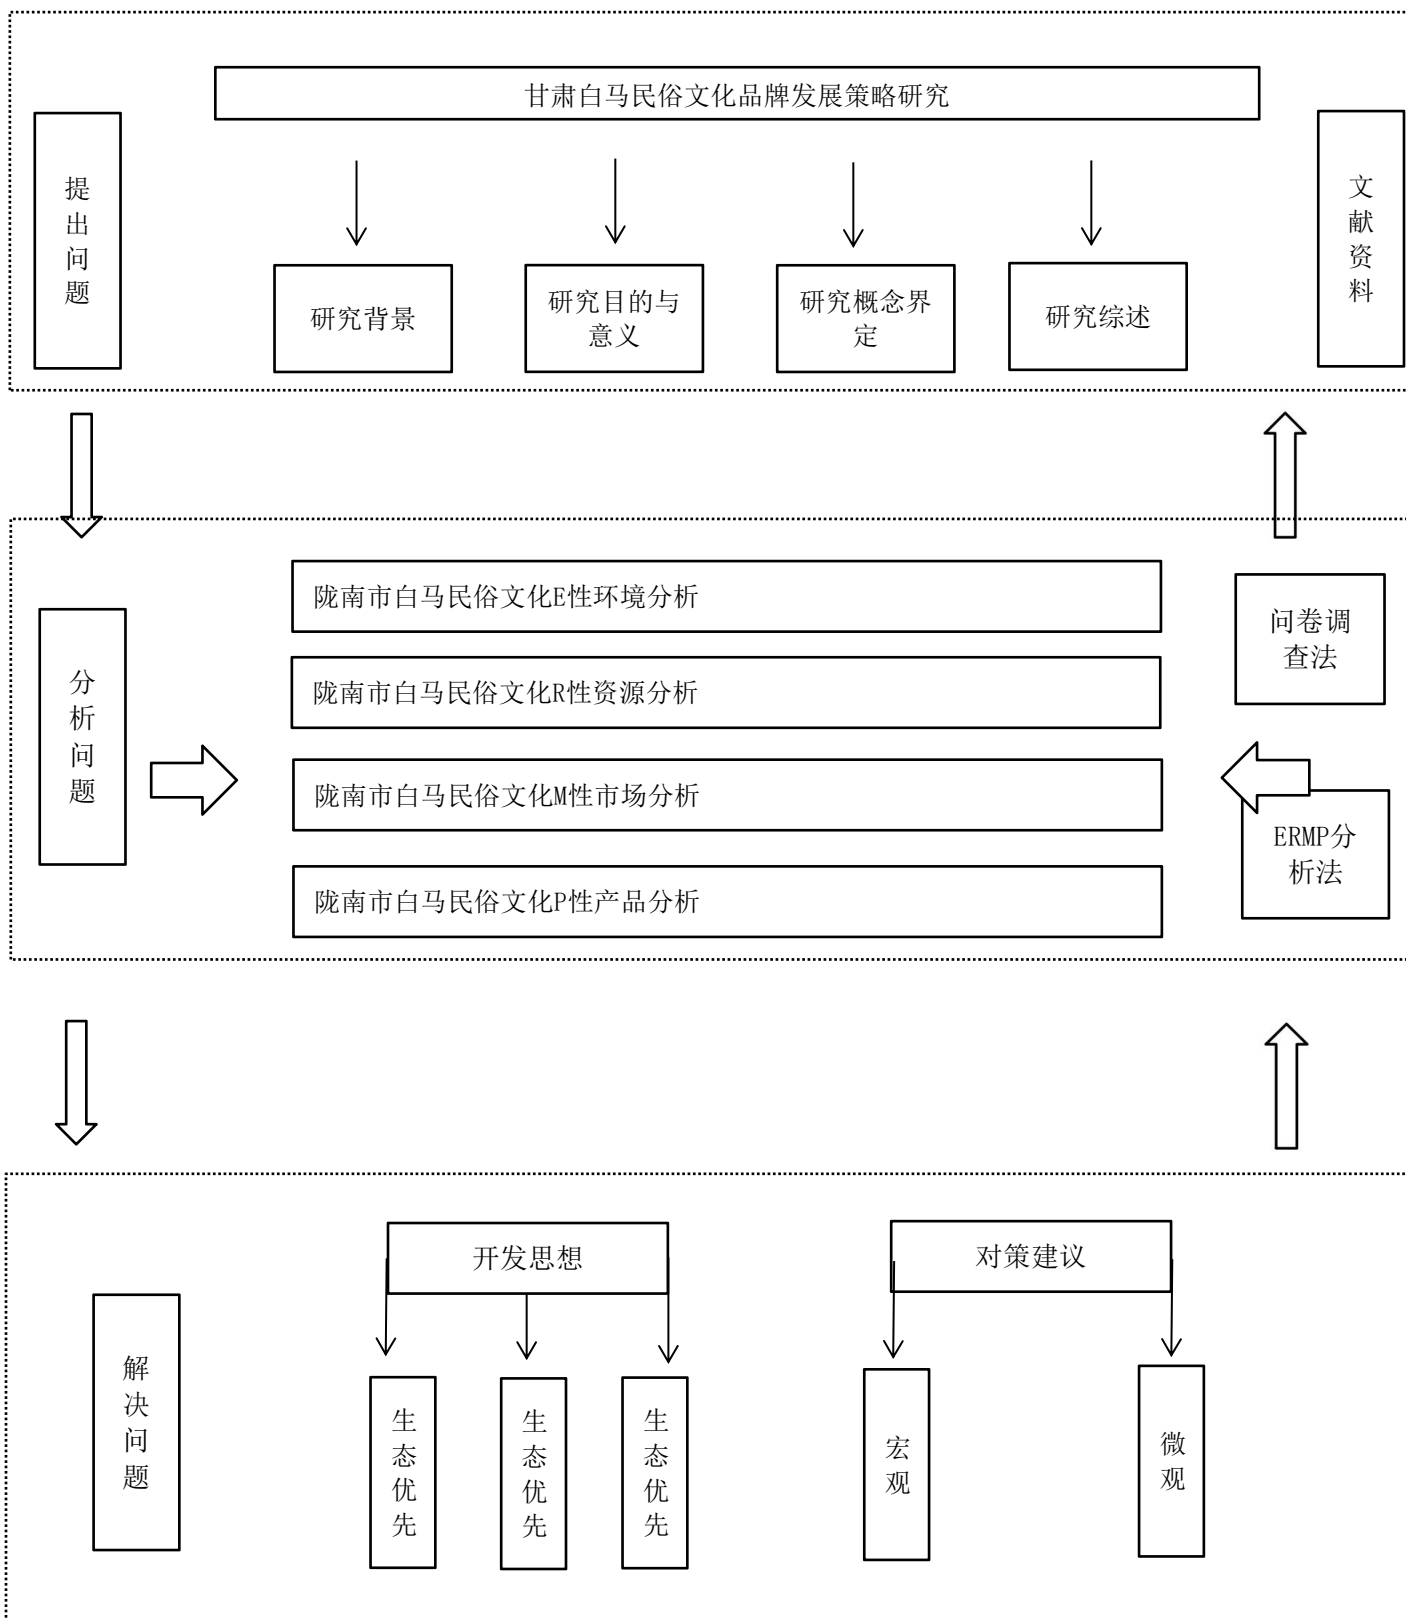 甘肃白马民俗文化品牌发展策略研究
提
出
问
题
文
献
资
料
研究背景
研究目的与
意义
研究概念界
定
研究综述
陇南市白马民俗文化E性环境分析
陇南市白马民俗文化R性资源分析
陇南市白马民俗文化M性市场分析
陇南市白马民俗文化P性产品分析
分
析
问
题
问卷调
查法
ERMP分
析法
开发思想
对策建议
解
决
问
题
生
态
优
先
生
态
优
先
生
态
优
先
宏
观
微
观